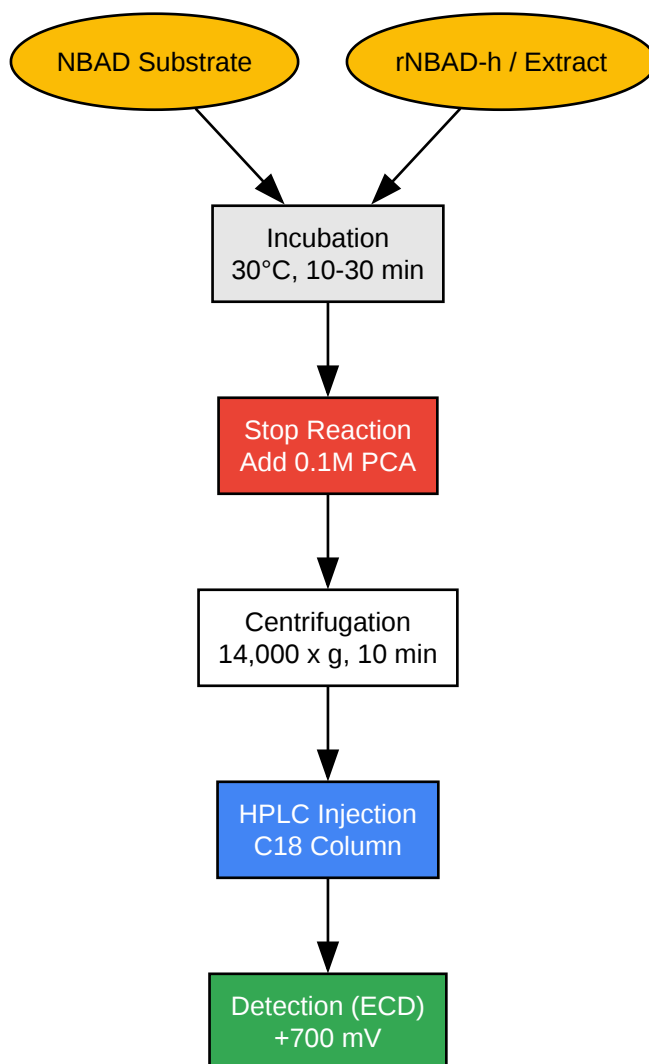 NBAD Substrate
rNBAD-h / Extract
Incubation
30°C, 10-30 min
Stop Reaction
Add 0.1M PCA
Centrifugation
14,000 x g, 10 min
HPLC Injection
C18 Column
Detection (ECD)
+700 mV